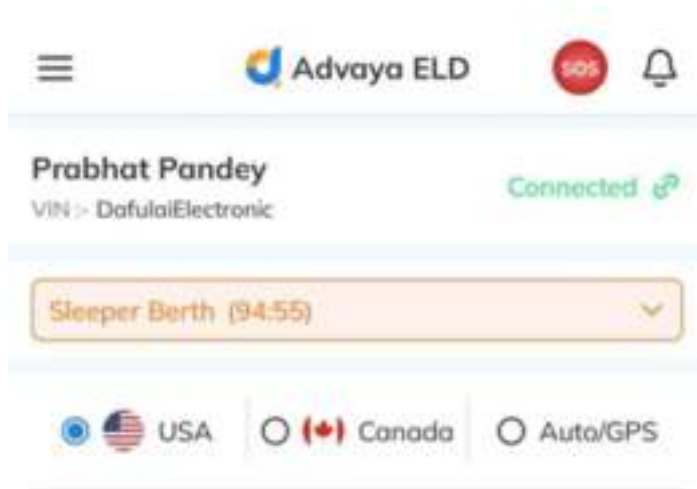 Advaya ELD SOS
Prabhat Pandey
Connected
VIN :- DafulaiElectronic
Sleeper Berth (94:55)
USA Canada Auto/GPS